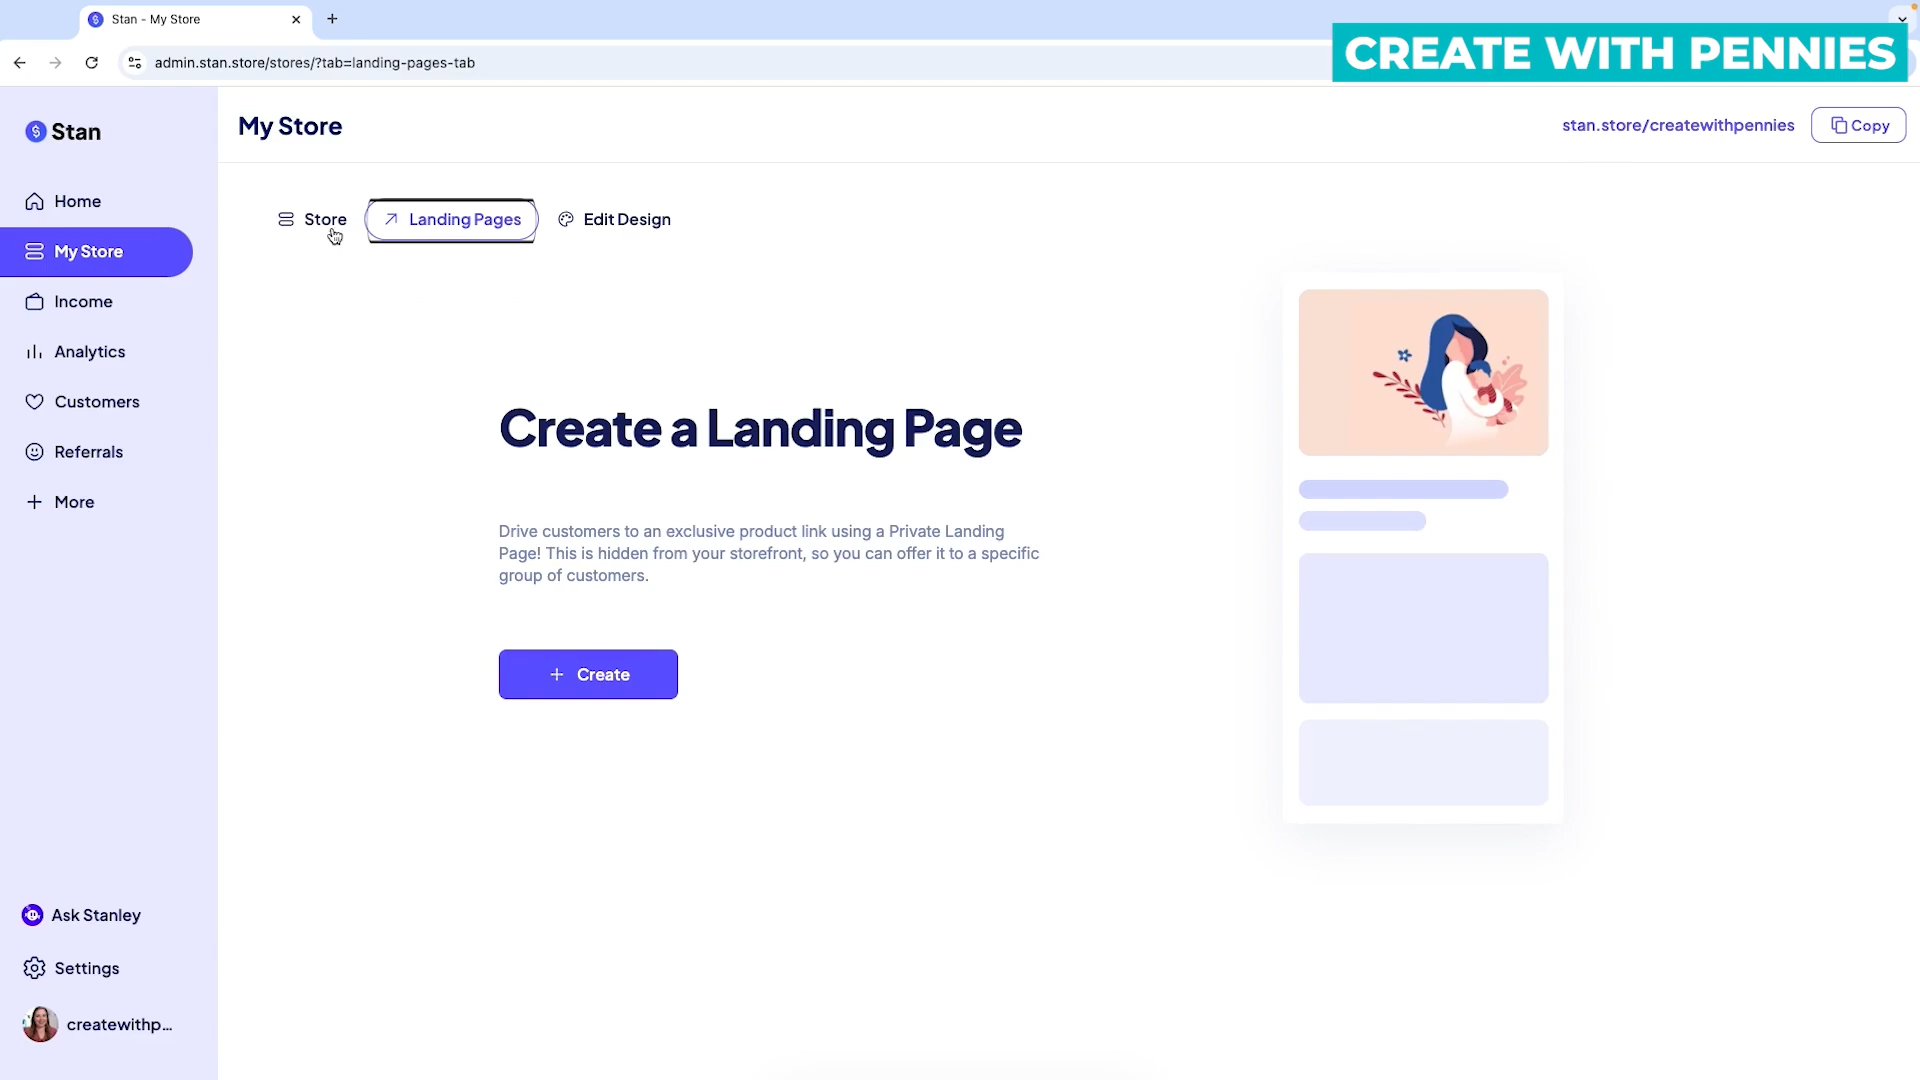 Stan - My Store
CREATE WITH PENNIES
admin.stan.store/stores/?tab=landing-pages-tab
Stan
My Store
stan.store/createwithpennies
Copy
Home
My Store
Income
Analytics
Customers
Referrals
More
Store
Landing Pages
Edit Design
Create a Landing Page
Drive customers to an exclusive product link using a Private Landing
Page! This is hidden from your storefront, so you can offer it to a specific
group of customers.
+ Create
Ask Stanley
Settings
createwithp...